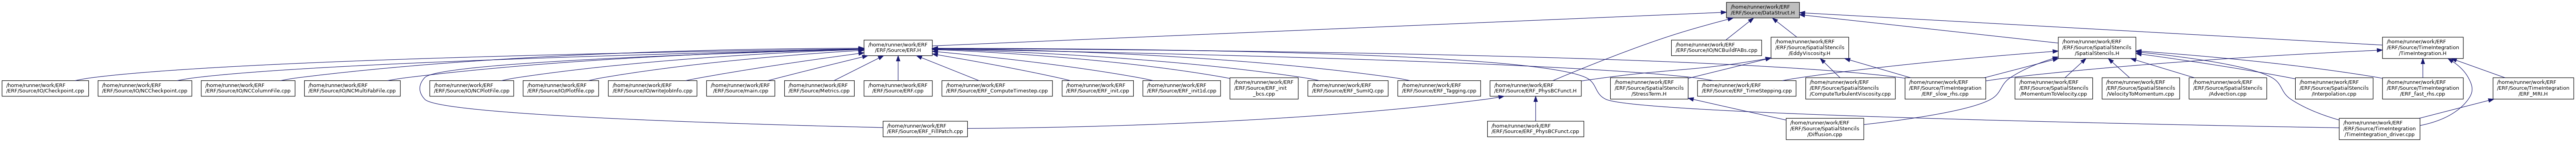 /home/runner/work/ERF
/ERF/Source/DataStruct.H
/home/runner/work/ERF
/ERF/Source/ERF.H
/home/runner/work/ERF
/ERF/Source/IO/NCBuildFABs.cpp
/home/runner/work/ERF
/ERF/Source/SpatialStencils
/EddyViscosity.H
/home/runner/work/ERF
/ERF/Source/SpatialStencils
/SpatialStencils.H
/home/runner/work/ERF
/ERF/Source/TimeIntegration
/TimeIntegration.H
/home/runner/work/ERF
/ERF/Source/IO/Checkpoint.cpp
/home/runner/work/ERF
/ERF/Source/IO/NCCheckpoint.cpp
/home/runner/work/ERF
/ERF/Source/IO/NCColumnFile.cpp
/home/runner/work/ERF
/ERF/Source/IO/NCMultiFabFile.cpp
/home/runner/work/ERF
/ERF/Source/IO/NCPlotFile.cpp
/home/runner/work/ERF
/ERF/Source/IO/Plotfile.cpp
/home/runner/work/ERF
/ERF/Source/IO/writeJobInfo.cpp
/home/runner/work/ERF
/ERF/Source/main.cpp
/home/runner/work/ERF
/ERF/Source/Metrics.cpp
/home/runner/work/ERF
/ERF/Source/ERF.cpp
/home/runner/work/ERF
/ERF/Source/ERF_ComputeTimestep.cpp
/home/runner/work/ERF
/ERF/Source/ERF_init.cpp
/home/runner/work/ERF
/ERF/Source/ERF_init1d.cpp
/home/runner/work/ERF
/ERF/Source/ERF_init
_bcs.cpp
/home/runner/work/ERF
/ERF/Source/ERF_SumIQ.cpp
/home/runner/work/ERF
/ERF/Source/ERF_Tagging.cpp
/home/runner/work/ERF
/ERF/Source/ERF_PhysBCFunct.H
/home/runner/work/ERF
/ERF/Source/SpatialStencils
/StressTerm.H
/home/runner/work/ERF
/ERF/Source/ERF_TimeStepping.cpp
/home/runner/work/ERF
/ERF/Source/SpatialStencils
/ComputeTurbulentViscosity.cpp
/home/runner/work/ERF
/ERF/Source/TimeIntegration
/ERF_slow_rhs.cpp
/home/runner/work/ERF
/ERF/Source/SpatialStencils
/MomentumToVelocity.cpp
/home/runner/work/ERF
/ERF/Source/SpatialStencils
/VelocityToMomentum.cpp
/home/runner/work/ERF
/ERF/Source/SpatialStencils
/Advection.cpp
/home/runner/work/ERF
/ERF/Source/SpatialStencils
/Interpolation.cpp
/home/runner/work/ERF
/ERF/Source/TimeIntegration
/ERF_fast_rhs.cpp
/home/runner/work/ERF
/ERF/Source/TimeIntegration
/ERF_MRI.H
/home/runner/work/ERF
/ERF/Source/ERF_FillPatch.cpp
/home/runner/work/ERF
/ERF/Source/ERF_PhysBCFunct.cpp
/home/runner/work/ERF
/ERF/Source/SpatialStencils
/Diffusion.cpp
/home/runner/work/ERF
/ERF/Source/TimeIntegration
/TimeIntegration_driver.cpp